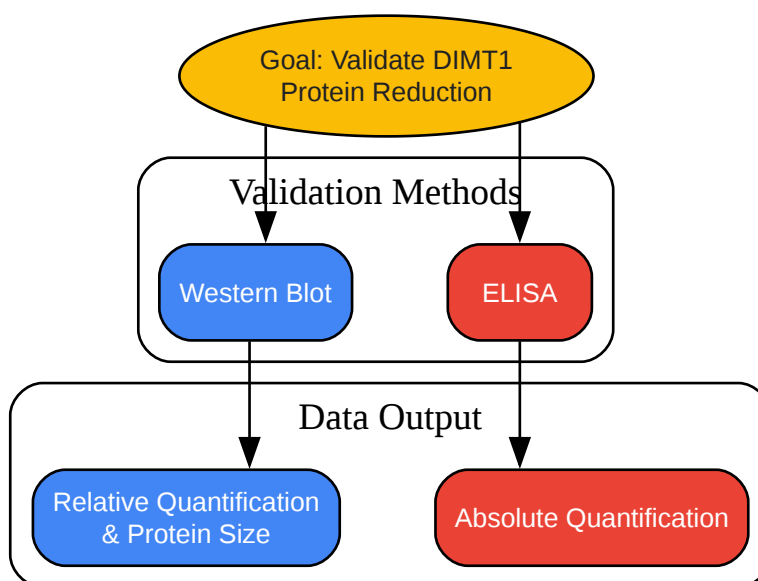 Goal: Validate DIMT1
Protein Reduction
Validation Methods
Western Blot
ELISA
Data Output
Relative Quantification
& Protein Size
Absolute Quantification